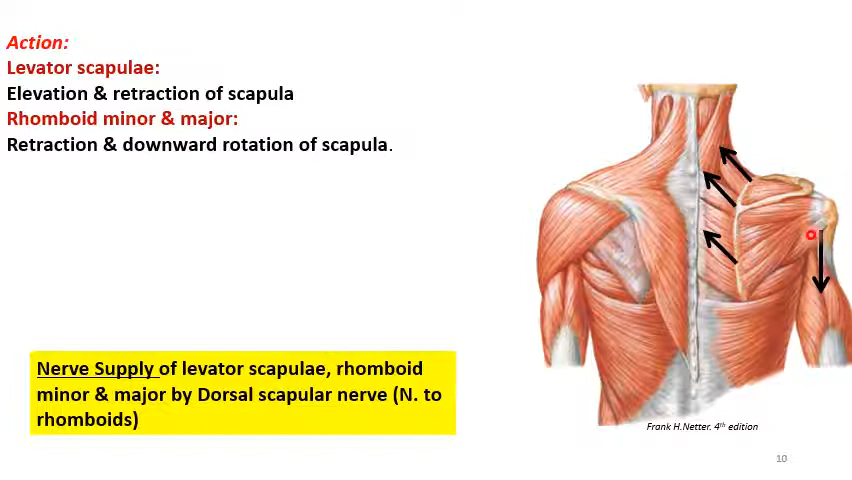 Action:
Levator scapulae:
Elevation & retraction of scapula
Rhomboid minor & major:
Retraction & downward rotation of scapula.
Nerve Supply of levator scapulae, rhomboid
minor & major by Dorsal scapular nerve (N. to
rhomboids)
Frank H.Netter. 4th edition
10